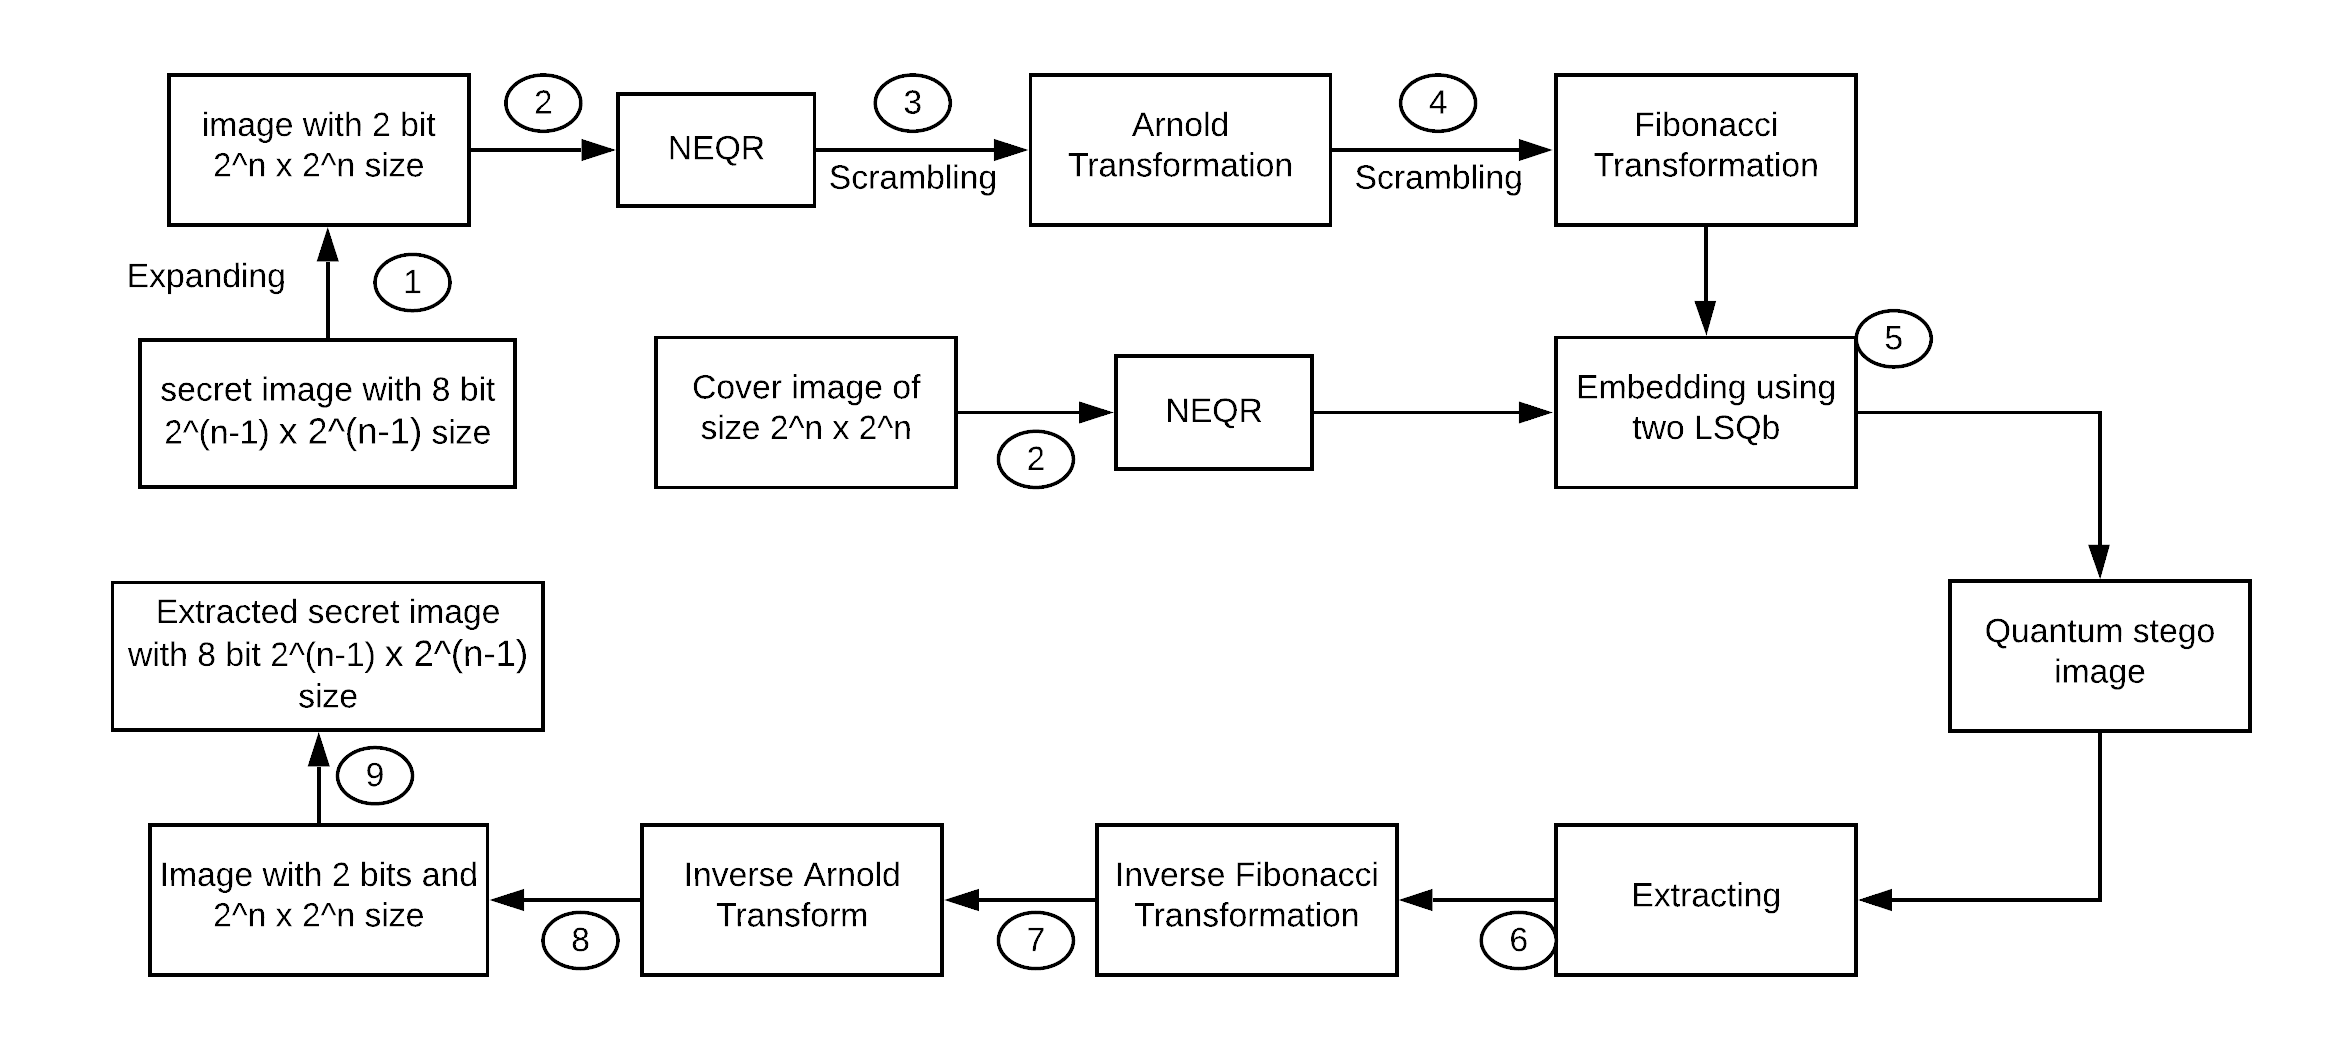 image with 2 bit
2^n x 2^n size
2
NEQR
3
Scrambling
Arnold
Transformation
4
Scrambling
Fibonacci
Transformation
Expanding
1
secret image with 8 bit
2^(n-1) x 2^(n-1) size
Cover image of
size 2^n x 2^n
2
NEQR
Embedding using
two LSQb
5
Quantum stego
image
Extracted secret image
with 8 bit 2^(n-1) x 2^(n-1)
size
9
Image with 2 bits and
2^n x 2^n size
8
Inverse Arnold
Transform
7
Inverse Fibonacci
Transformation
6
Extracting